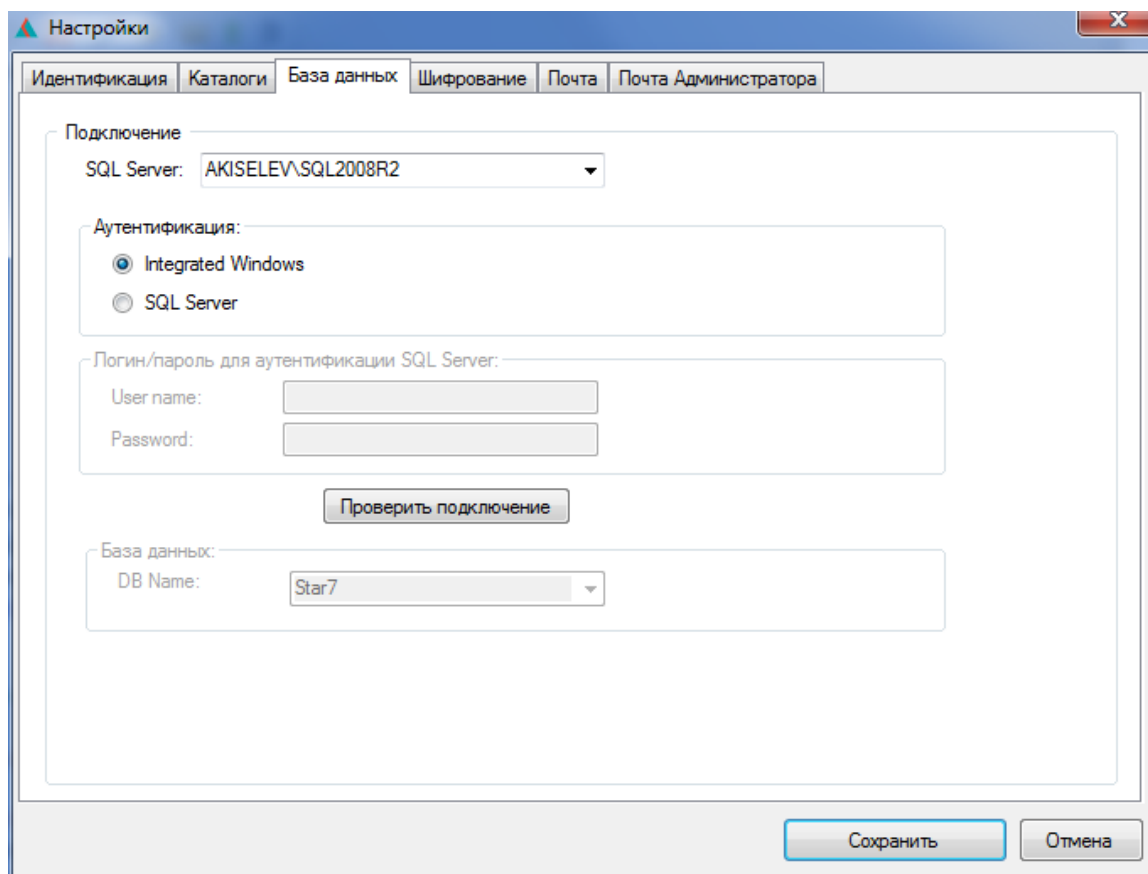 Настройки
Идентификация Каталоги База данных Шифрование Почта Почта Администратора
Подключение
SQL Server: AKISELEV\SQL2008R2
Аутентификация:
Integrated Windows
SQL Server
Логин/пароль для аутентификации SQL Server:
User name:
Password:
Проверить подключение
База данных:
DB Name: Star7
Сохранить Отмена